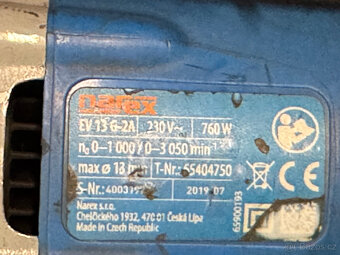 narex
EV 13 G-2A 230 V~ 760 W
n₀ 0–1 000 / 0–3 050 min⁻¹
max ø 13 mm T-Nr.: 65404750
S-Nr.: 2019-07
Narex s.r.o.
Chelčického 1932, 470 01 Česká Lípa
Made in Czech Republic
CE
65900193